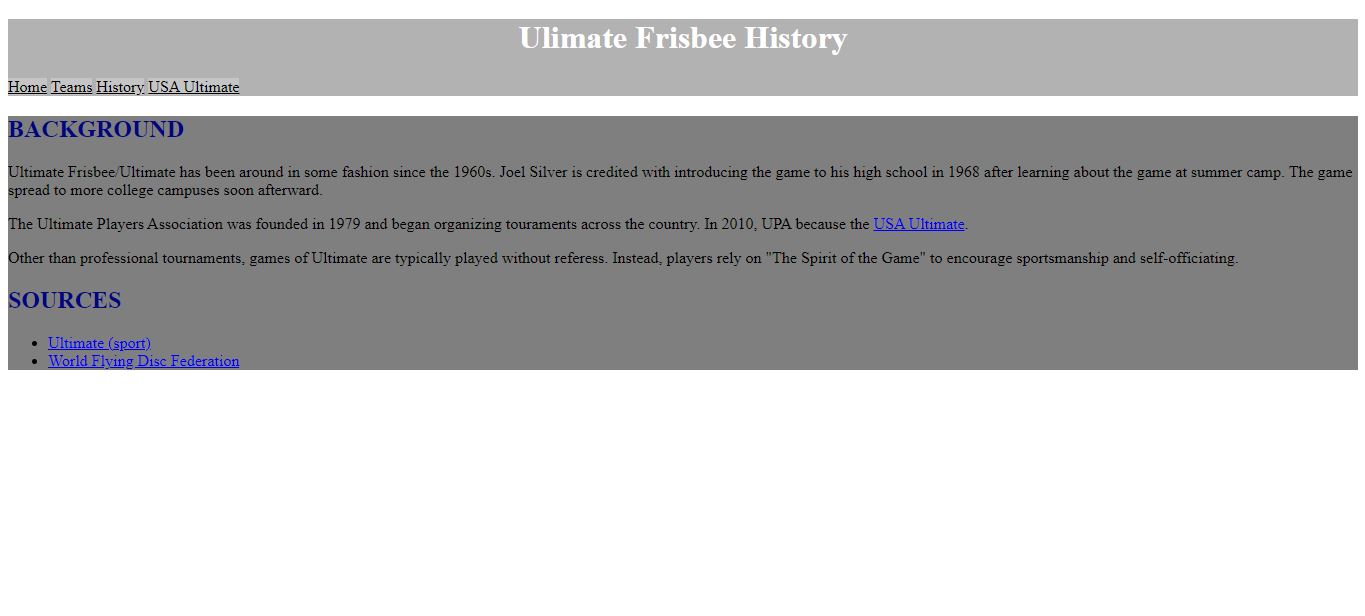 Ulimate Frisbee History
Home Teams History USA Ultimate
BACKGROUND
Ultimate Frisbee/Ultimate has been around in some fashion since the 1960s. Joel Silver is credited with introducing the game to his high school in 1968 after learning about the game at summer camp. The game
spread to more college campuses soon afterward.
The Ultimate Players Association was founded in 1979 and began organizing touraments across the country. In 2010, UPA because the USA Ultimate.
Other than professional tournaments, games of Ultimate are typically played without referess. Instead, players rely on "The Spirit of the Game" to encourage sportsmanship and self-officiating.
SOURCES
• Ultimate (sport)
• World Flying Disc Federation